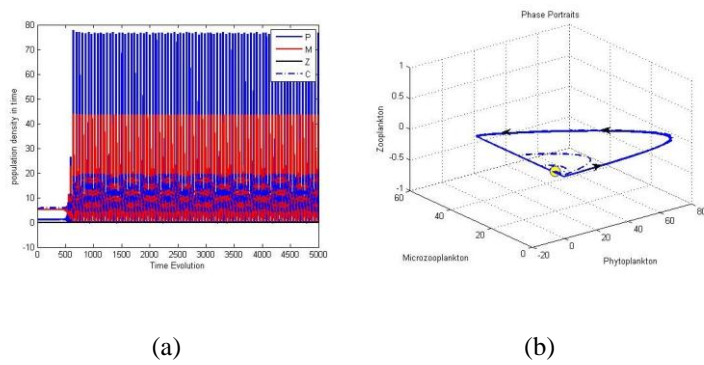 80
70
60
50
40
30
20
10
0
-10
population density in time
0 500 1000 1500 2000 2500 3000 3500 4000 4500 5000
Time Evolution
P
M
Z
C
Phase Portraits
1
0.5
0
-0.5
-1
Zooplankton
60
40
20
0
Microzooplankton
-20
0
20
40
60
80
Phytoplankton
(a)
(b)